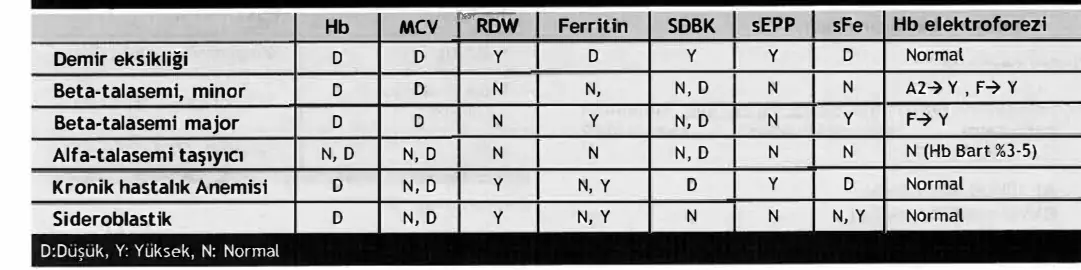 Hb MCV RDW Ferritin SDBK sEPP sFe Hb elektroforezi
Demir eksikliği D D Y D Y Y D Normal
Beta-talasemi, minor D D N N, N, D N N A2→ Y , F→ Y
Beta-talasemi major D D N Y N, D N Y F→ Y
Alfa-talasemi taşıyıcı N, D N, D N N N, D N N N (Hb Bart %3-5)
Kronik hastalık Anemisi D N, D Y N, Y D Y D Normal
Sideroblastik D N, D Y N, Y N N N, Y Normal
D:Düşük, Y: Yüksek, N: Normal